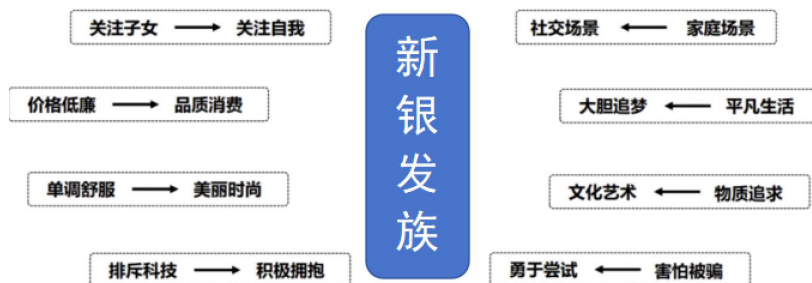 关注子女 → 关注自我
价格低廉 → 品质消费
单调舒服 → 美丽时尚
排斥科技 → 积极拥抱
新银发族
社交场景 ← 家庭场景
大胆追梦 ← 平凡生活
文化艺术 ← 物质追求
勇于尝试 ← 害怕被骗